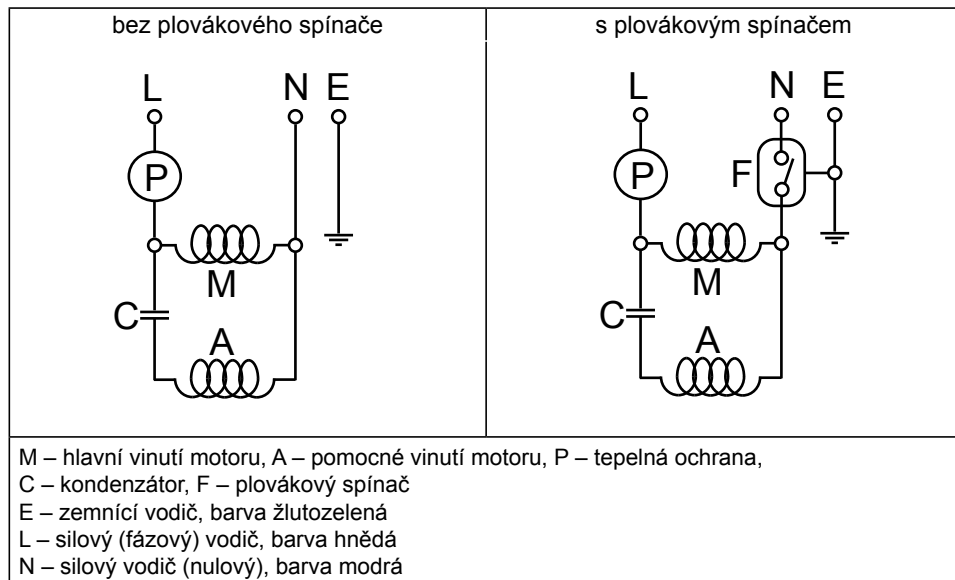 bez plovákového spínače
L N E
P
M
C
A
s plovákovým spínačem
L N E
P F
M
C
A
M – hlavní vinutí motoru, A – pomocné vinutí motoru, P – tepelná ochrana,
C – kondenzátor, F – plovákový spínač
E – zemnící vodič, barva žlutozelená
L – silový (fázový) vodič, barva hnědá
N – silový vodič (nulový), barva modrá